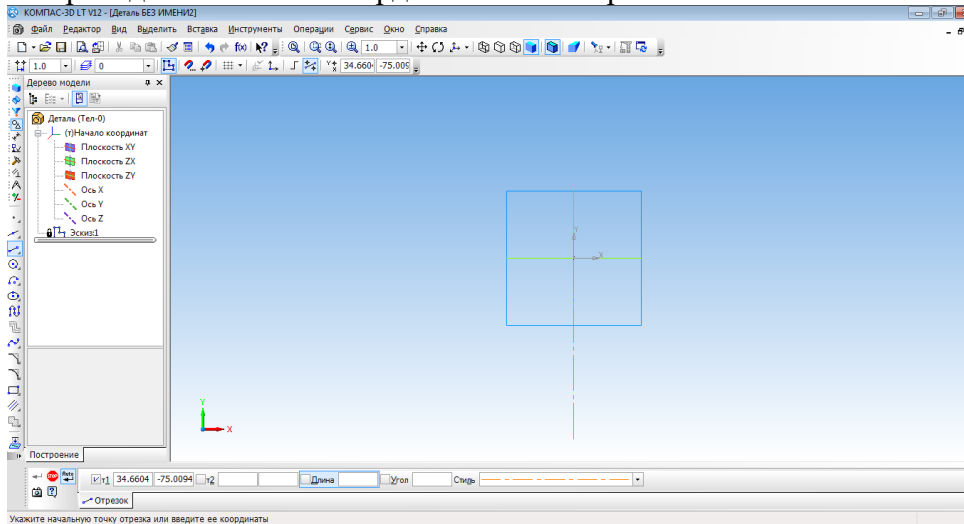 КОМПАС-3D LT V12 - [Деталь БЕЗ ИМЕНИ2]
Файл Редактор Вид Выделить Вставка Инструменты Операции Сервис Окно Справка
1.0
1.0 0 34.660 -75.009
Дерево модели
Деталь (Тел-0)
(т)Начало координат
Плоскость XY
Плоскость ZX
Плоскость ZY
Ось X
Ось Y
Ось Z
Эскиз:1
Y
X
Y
X
Построение
т1 34.6604 -75.0094 т2 Длина Угол Стиль
Отрезок
Укажите начальную точку отрезка или введите ее координаты